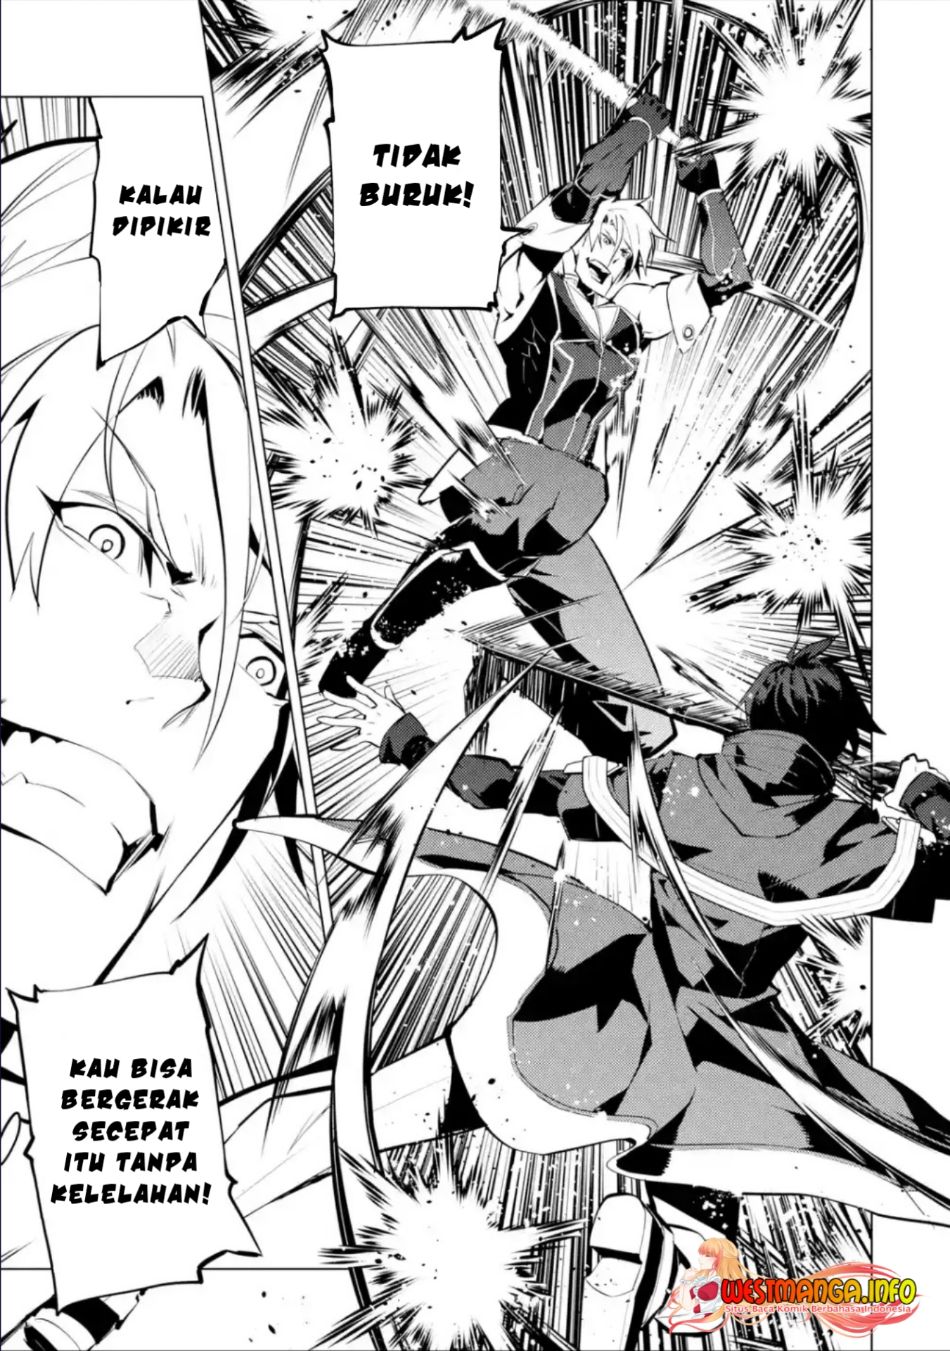 TIDAK
BURUK!
KALAU
DIPIKIR
KAU BISA
BERGERAK
SECEPAT
ITU TANPA
KELELAHAN!
WESTMANGA.INFO
Situs Baca Komik Berbahasa Indonesia